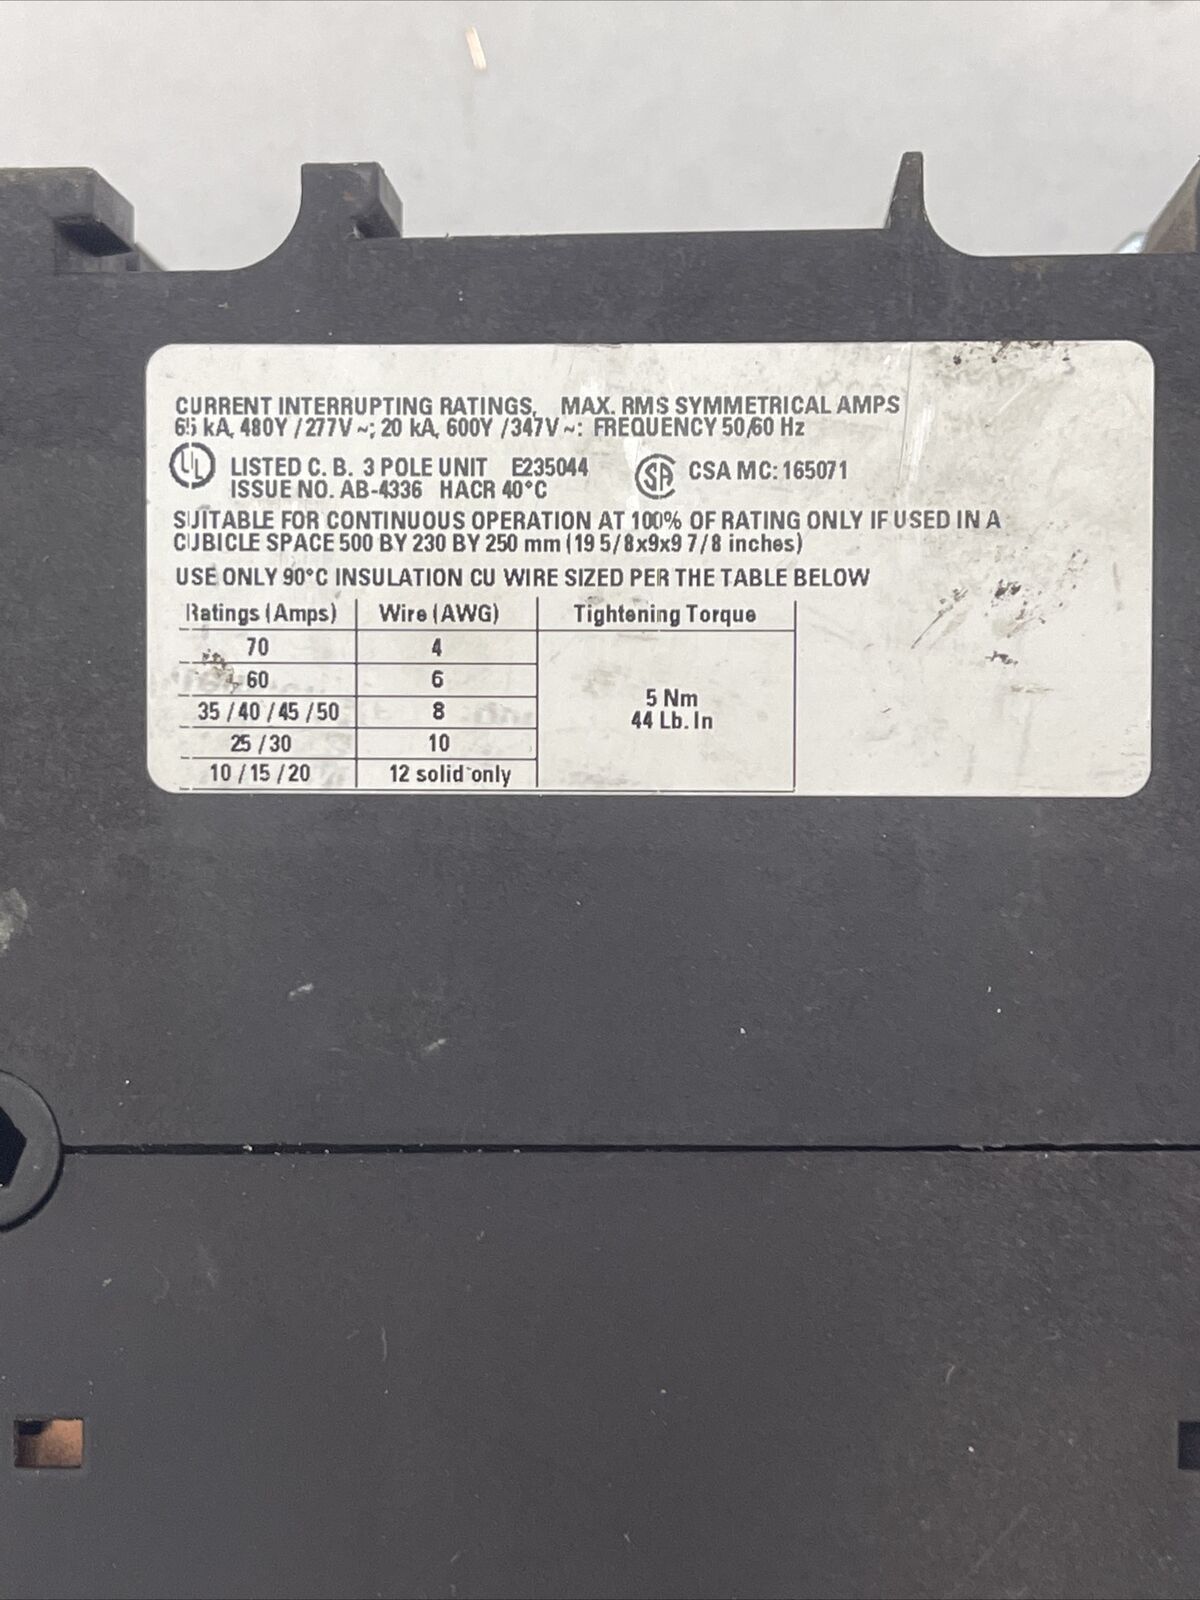 CURRENT INTERRUPTING RATINGS, MAX. RMS SYMMETRICAL AMPS
65 kA, 480Y/277V ~; 20 kA, 600Y/347V ~: FREQUENCY 50/60 Hz
UL LISTED C. B. 3 POLE UNIT E235044 SA CSA MC: 165071
ISSUE NO. AB-4336 HACR 40°C
SUITABLE FOR CONTINUOUS OPERATION AT 100% OF RATING ONLY IF USED IN A
CUBICLE SPACE 500 BY 230 BY 250 mm (19 5/8x9x9 7/8 inches)
USE ONLY 90°C INSULATION CU WIRE SIZED PER THE TABLE BELOW
Ratings (Amps) Wire (AWG) Tightening Torque
70 4
60 6
35/40/45/50 8
25/30 10
10/15/20 12 solid only
5 Nm
44 Lb. In